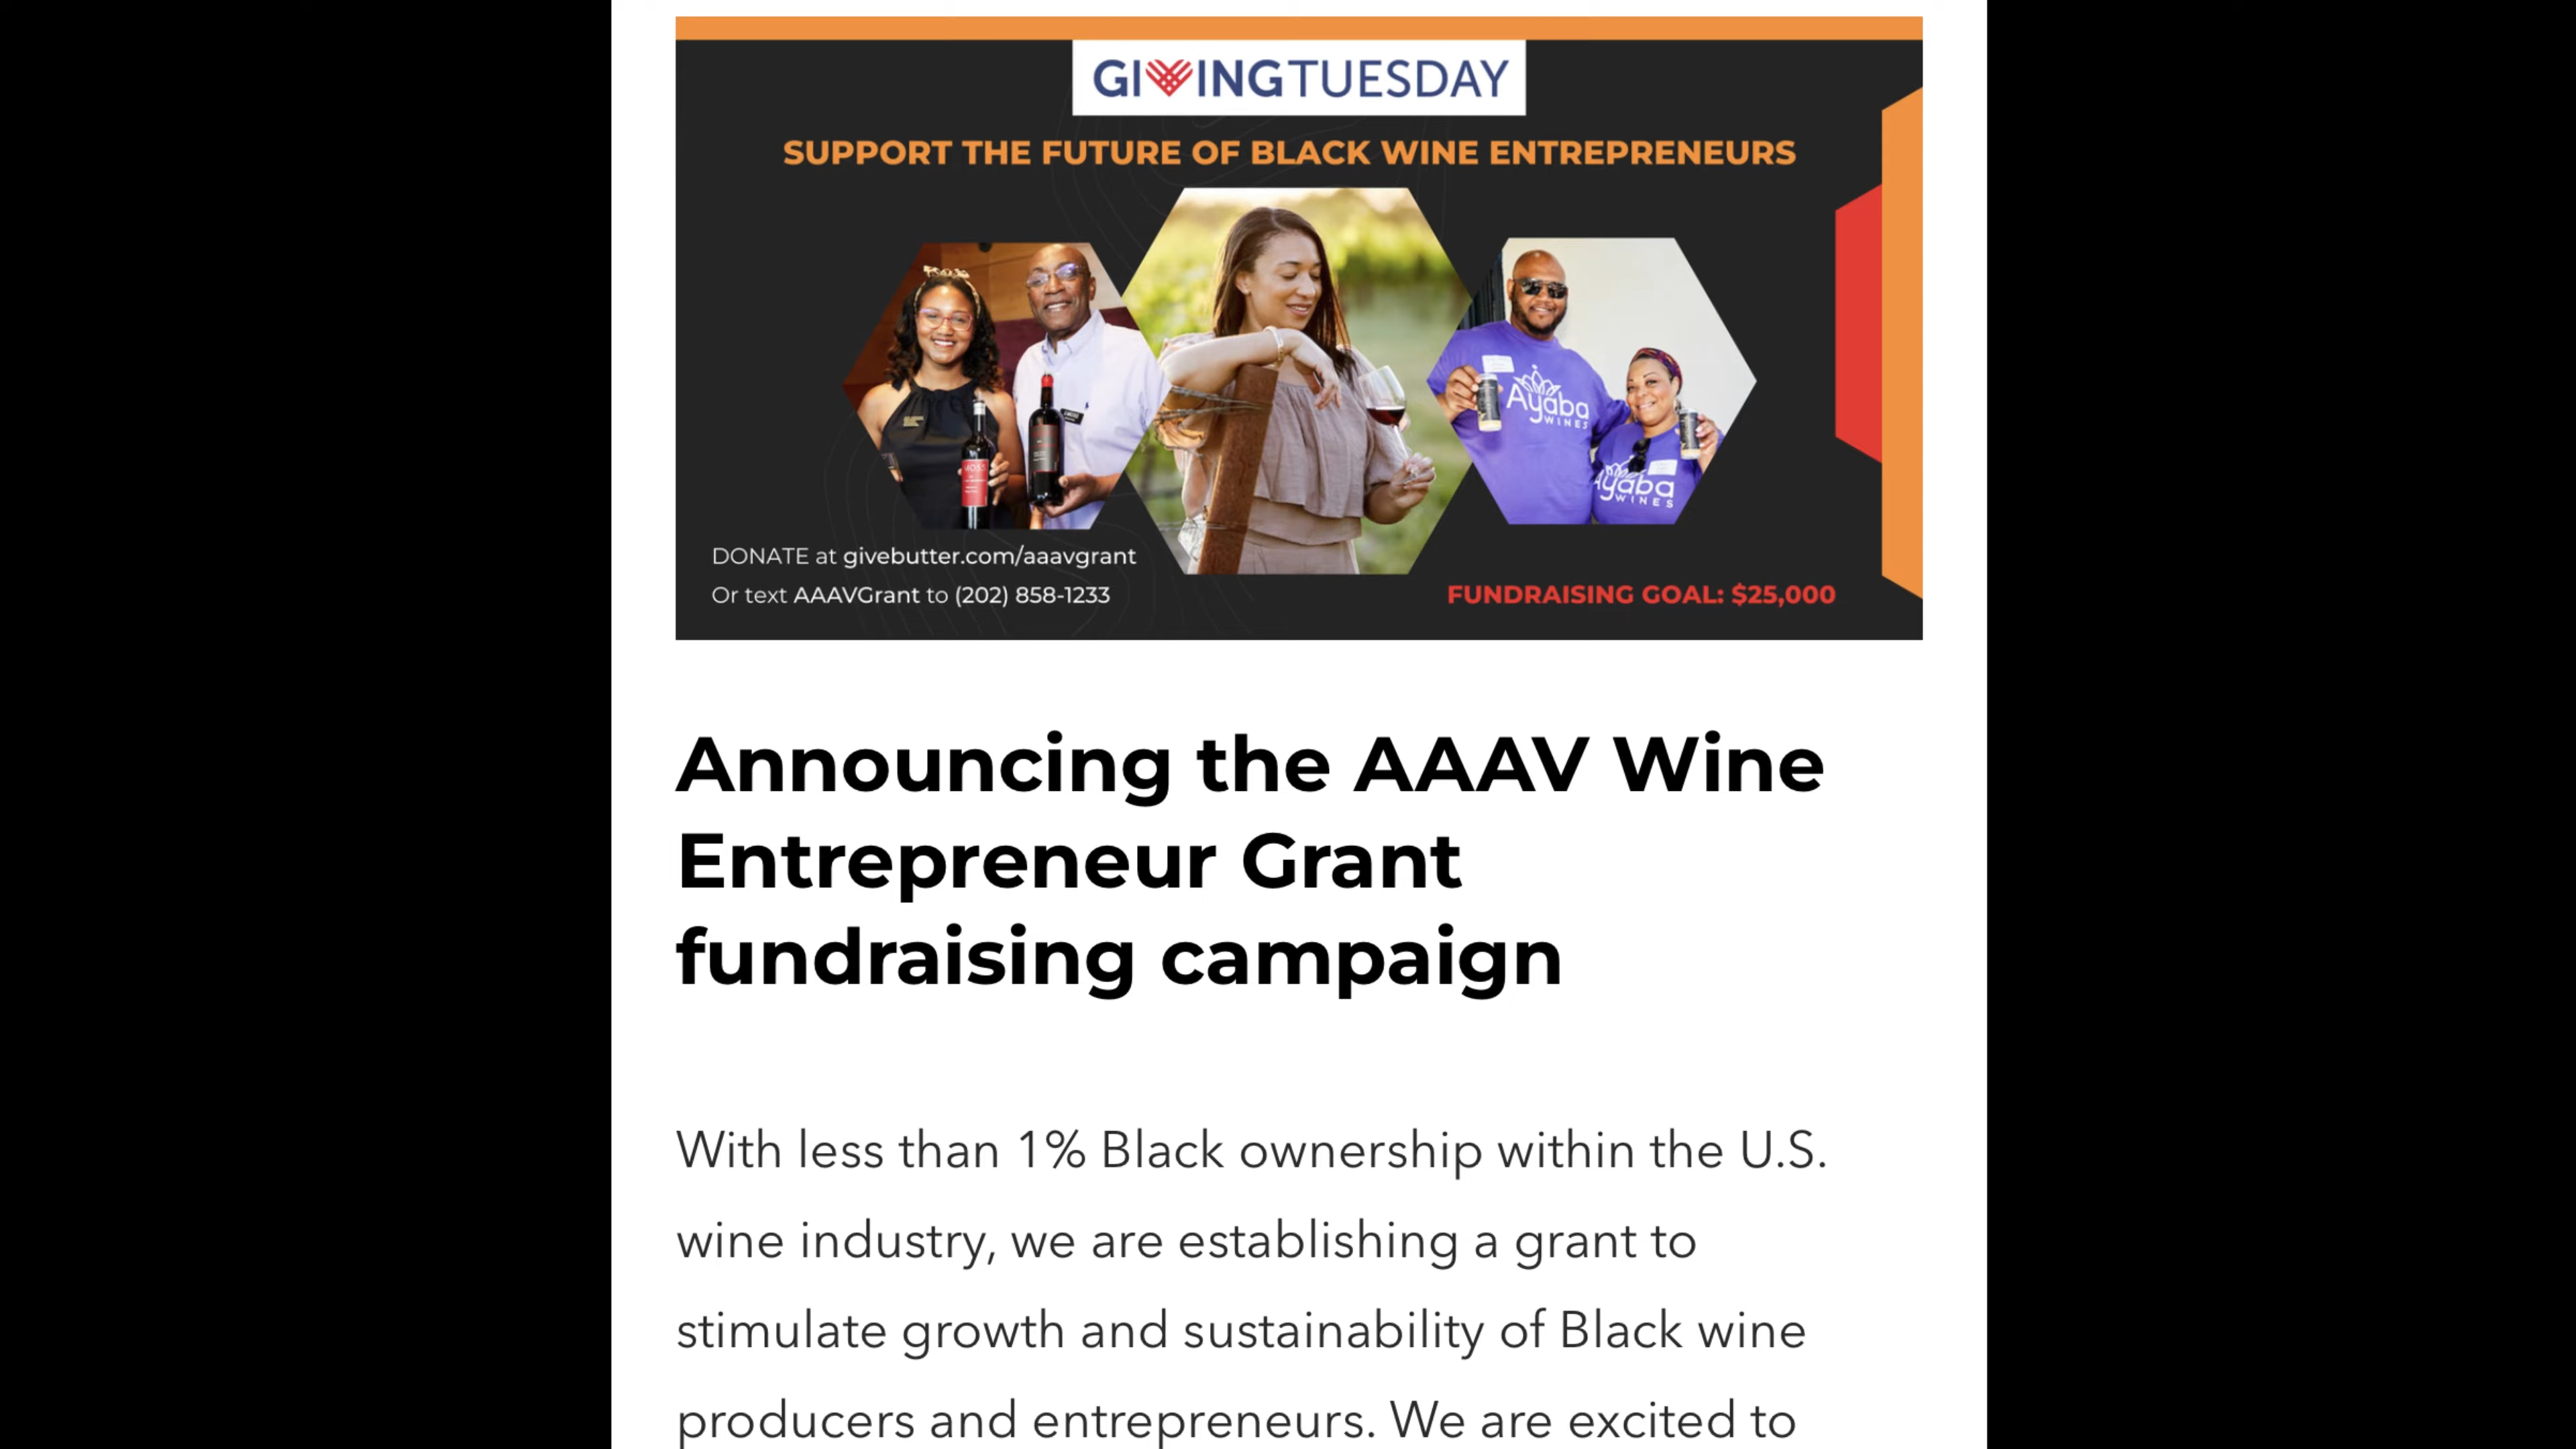 GIVINGTUESDAY
SUPPORT THE FUTURE OF BLACK WINE ENTREPRENEURS
MOSS
Ayaba
WINES
Ayaba
WINES
DONATE at givebutter.com/aaavgrant
Or text AAAVGrant to (202) 858-1233
FUNDRAISING GOAL: $25,000
Announcing the AAAV Wine
Entrepreneur Grant
fundraising campaign
With less than 1% Black ownership within the U.S.
wine industry, we are establishing a grant to
stimulate growth and sustainability of Black wine
producers and entrepreneurs. We are excited to